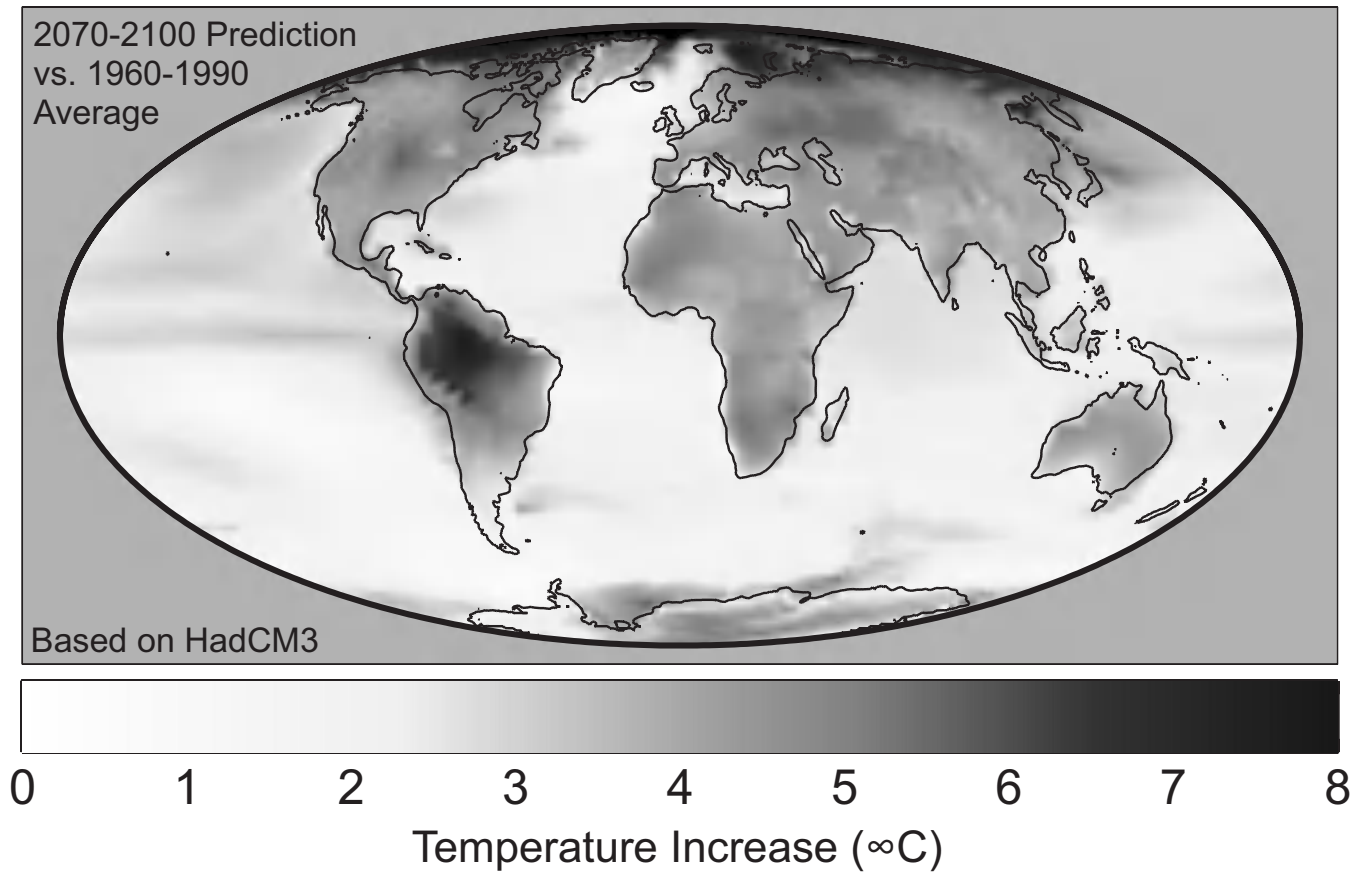 2070-2100 Prediction
vs. 1960-1990
Average
Based on HadCM3
0 1 2 3 4 5 6 7 8
Temperature Increase (∞C)